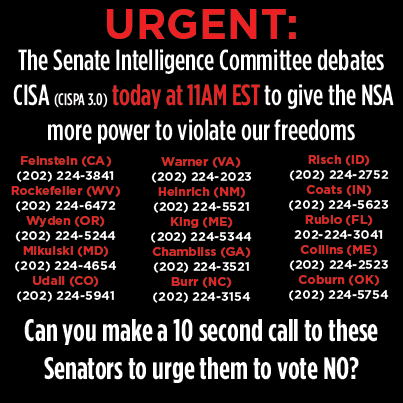 URGENT:
The Senate Intelligence Committee debates
CISA (CISPA 3.0) today at 11AM EST to give the NSA
more power to violate our freedoms
Feinstein (CA)
(202) 224-3841
Rockefeller (WV)
(202) 224-6472
Wyden (OR)
(202) 224-5244
Mikulski (MD)
(202) 224-4654
Udall (CO)
(202) 224-5941
Warner (VA)
(202) 224-2023
Heinrich (NM)
(202) 224-5521
King (ME)
(202) 224-5344
Chambliss (GA)
(202) 224-3521
Burr (NC)
(202) 224-3154
Risch (ID)
(202) 224-2752
Coats (IN)
(202) 224-5623
Rubio (FL)
202-224-3041
Collins (ME)
(202) 224-2523
Coburn (OK)
(202) 224-5754
Can you make a 10 second call to these
Senators to urge them to vote NO?